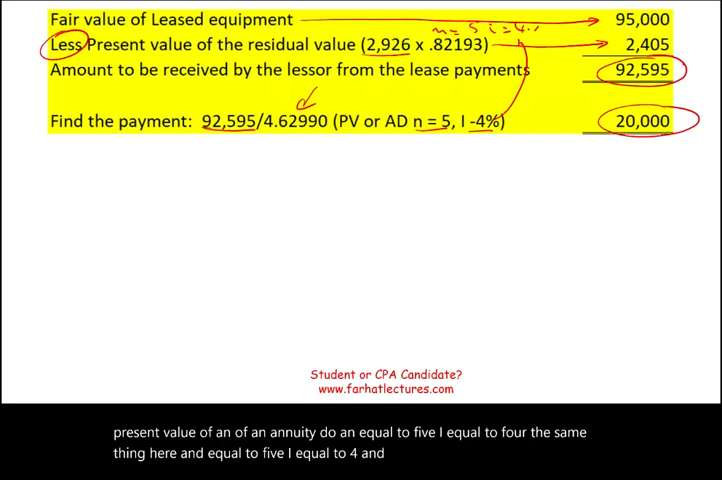 Fair value of Leased equipment 95,000
n = 5 i = 4%
Less Present value of the residual value (2,926 x .82193) 2,405
Amount to be received by the lessor from the lease payments 92,595
Find the payment: 92,595/4.62990 (PV or AD n = 5, I -4%) 20,000
Student or CPA Candidate?
www.farhatlectures.com
present value of an of an annuity do an equal to five I equal to four the same
thing here and equal to five I equal to 4 and